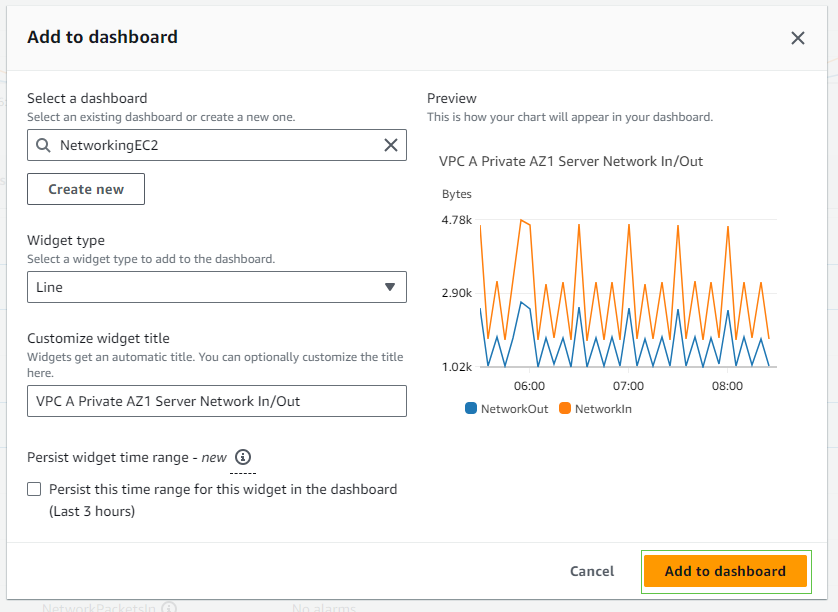 Add to dashboard
Select a dashboard
Select an existing dashboard or create a new one.
NetworkingEC2
Create new
Widget type
Select a widget type to add to the dashboard.
Line
Customize widget title
Widgets get an automatic title. You can optionally customize the title
here.
VPC A Private AZ1 Server Network In/Out
Persist widget time range - new
Persist this time range for this widget in the dashboard
(Last 3 hours)
Preview
This is how your chart will appear in your dashboard.
VPC A Private AZ1 Server Network In/Out
Bytes
4.78k
2.90k
1.02k
06:00 07:00 08:00
NetworkOut NetworkIn
Cancel
Add to dashboard
NetworkPacketsIn
No alarms